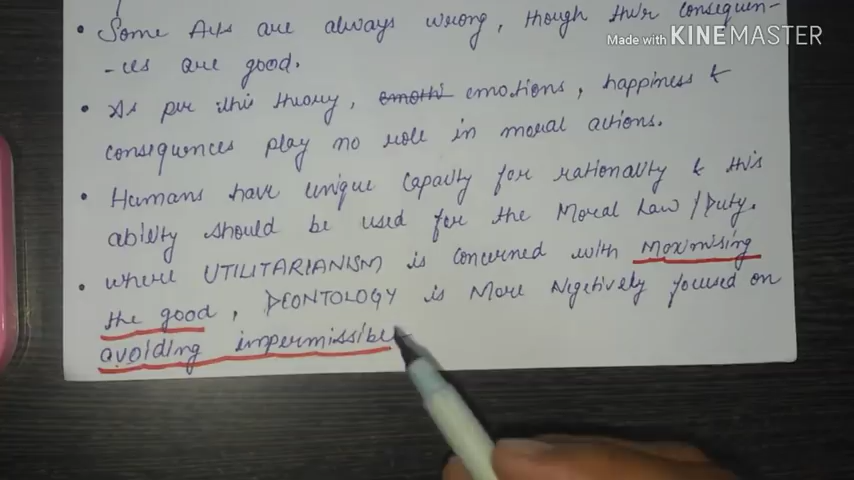 • Some Acts are always wrong, though their consequen-
Made with KINEMASTER
-ces are good.
• As per this theory, emothi emotions, happiness &
consequences play no role in moral actions.
• Humans have unique capacity for rationality & this
ability should be used for the Moral Law / Duty.
• where UTILITARIANISM is concerned with Maximising
the good, DEONTOLOGY is More Negetively focused on
avoiding impermissible